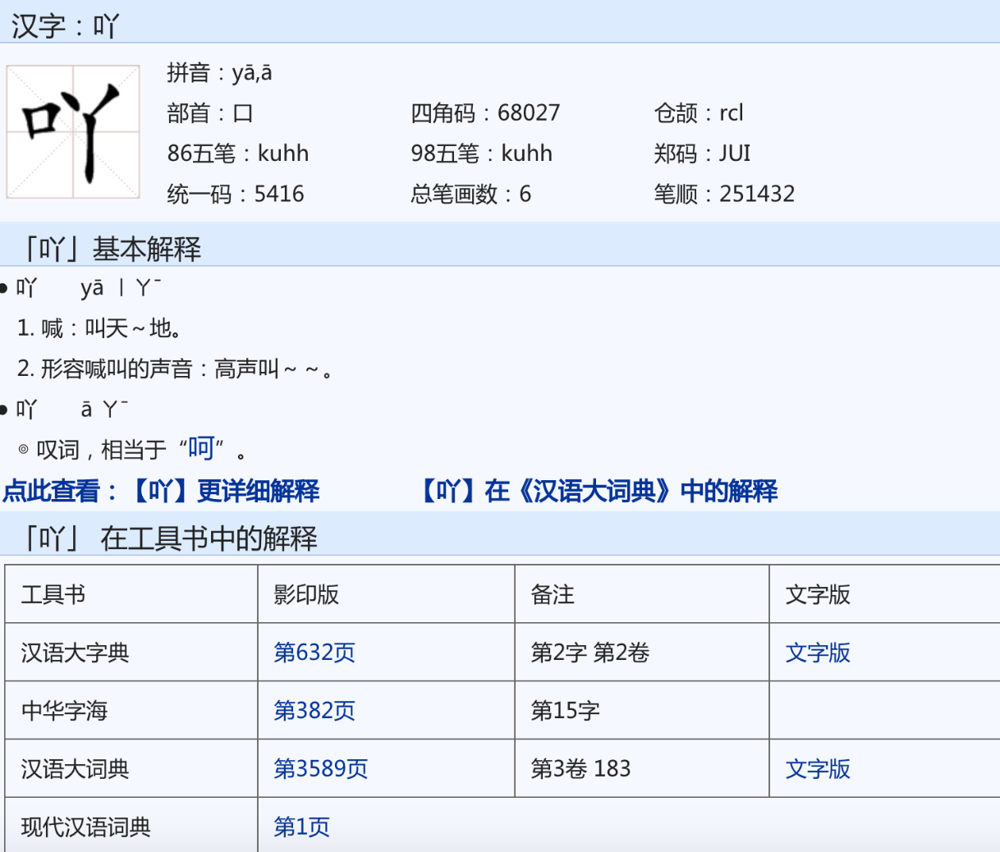 汉字：吖
吖
拼音：yā,ā
部首：口 四角码：68027 仓颉：rcl
86五笔：kuhh 98五笔：kuhh 郑码：JUI
统一码：5416 总笔画数：6 笔顺：251432
「吖」基本解释
● 吖 yā ㄧㄚˉ
1. 喊：叫天～地。
2. 形容喊叫的声音：高声叫～～。
● 吖 ā ㄚˉ
◎ 叹词，相当于“呵”。
点此查看：【吖】更详细解释 【吖】在《汉语大词典》中的解释
「吖」 在工具书中的解释
工具书 影印版 备注 文字版
汉语大字典 第632页 第2字 第2卷 文字版
中华字海 第382页 第15字
汉语大词典 第3589页 第3卷 183 文字版
现代汉语词典 第1页